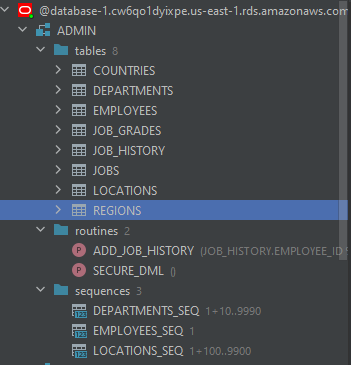 @database-1.cw6qo1dyixpe.us-east-1.rds.amazonaws.com
ADMIN
tables 8
COUNTRIES
DEPARTMENTS
EMPLOYEES
JOB_GRADES
JOB_HISTORY
JOBS
LOCATIONS
REGIONS
routines 2
ADD_JOB_HISTORY (JOB_HISTORY.EMPLOYEE_ID
SECURE_DML ()
sequences 3
DEPARTMENTS_SEQ 1+10..9990
EMPLOYEES_SEQ 1
LOCATIONS_SEQ 1+100..9900